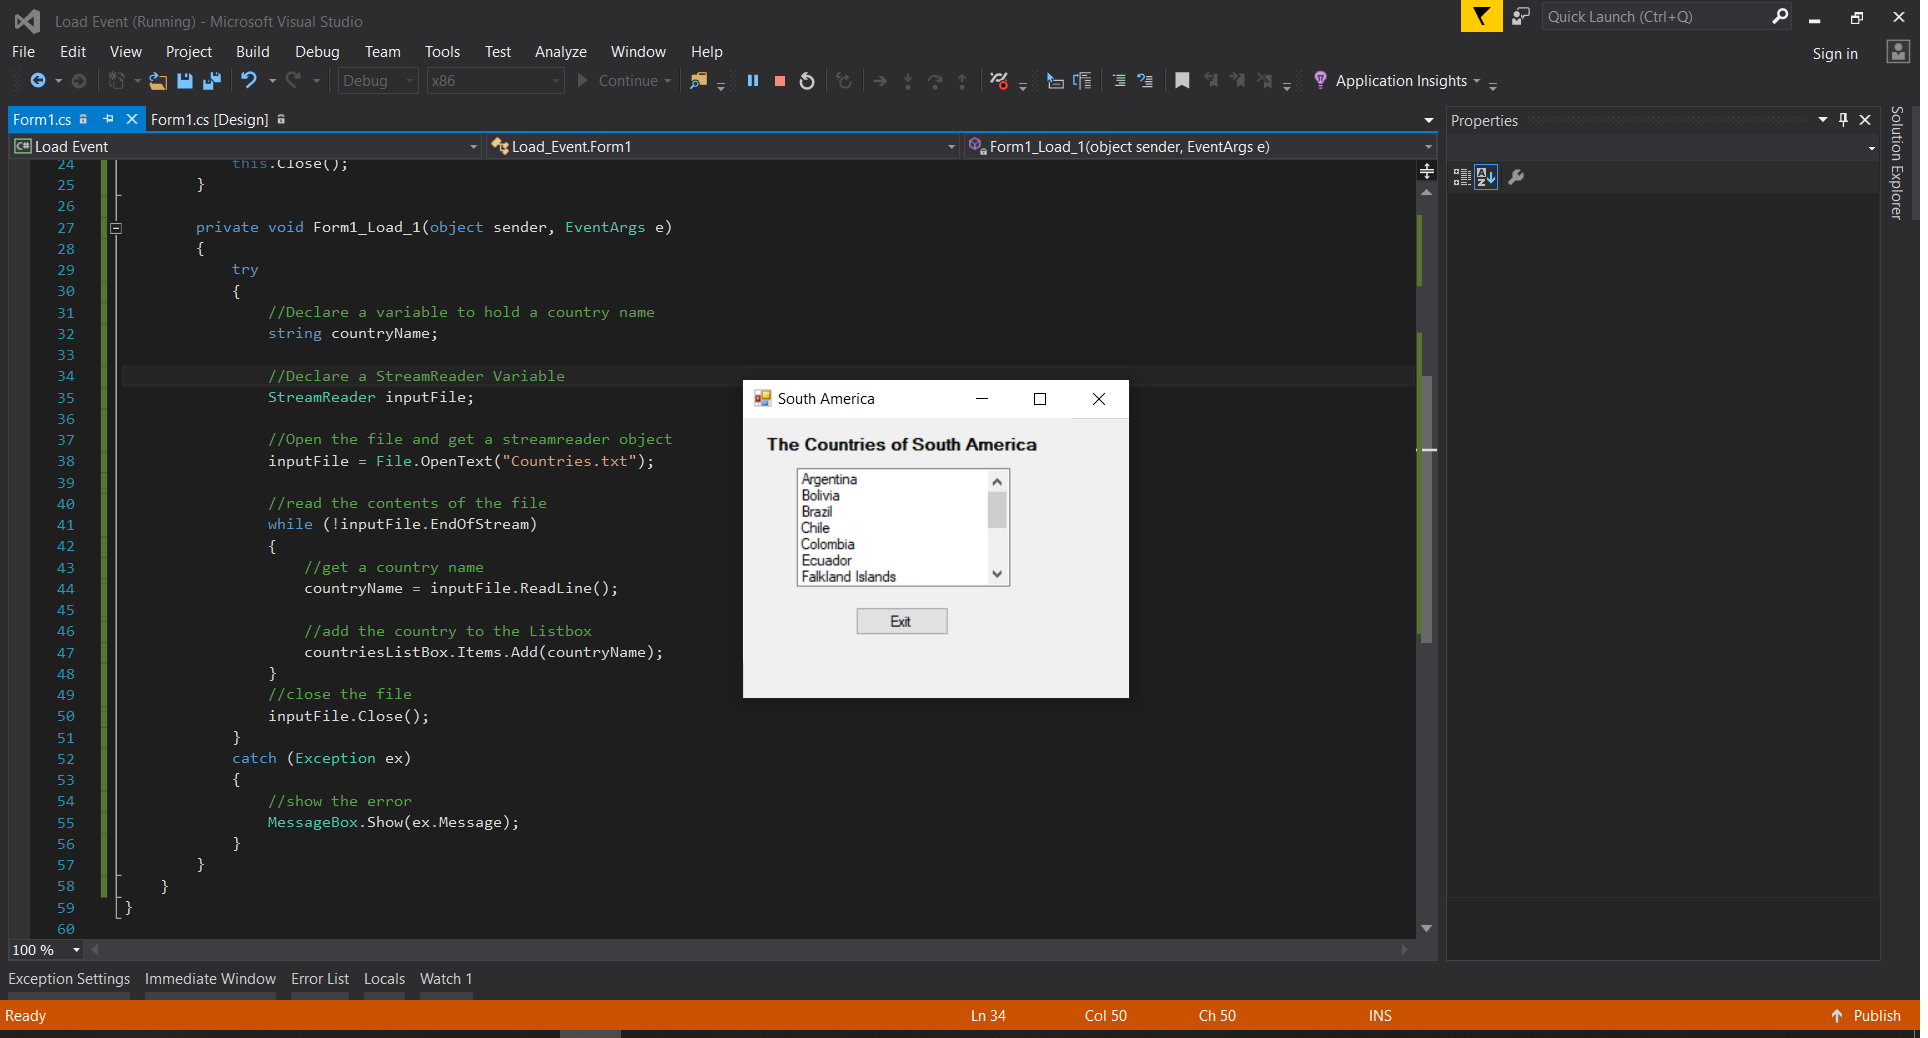 Load Event (Running) - Microsoft Visual Studio
Quick Launch (Ctrl+Q)
File Edit View Project Build Debug Team Tools Test Analyze Window Help
Sign in
Debug x86 Continue Application Insights
Form1.cs Form1.cs [Design]
C# Load Event Load_Event.Form1 Form1_Load_1(object sender, EventArgs e)
24 this.Close();
25 }
26
27 private void Form1_Load_1(object sender, EventArgs e)
28 {
29 try
30 {
31 //Declare a variable to hold a country name
32 string countryName;
33
34 //Declare a StreamReader Variable
35 StreamReader inputFile;
36
37 //Open the file and get a streamreader object
38 inputFile = File.OpenText("Countries.txt");
39
40 //read the contents of the file
41 while (!inputFile.EndOfStream)
42 {
43 //get a country name
44 countryName = inputFile.ReadLine();
45
46 //add the country to the Listbox
47 countriesListBox.Items.Add(countryName);
48 }
49 //close the file
50 inputFile.Close();
51 }
52 catch (Exception ex)
53 {
54 //show the error
55 MessageBox.Show(ex.Message);
56 }
57 }
58 }
59 }
60
100 %
South America
The Countries of South America
Argentina
Bolivia
Brazil
Chile
Colombia
Ecuador
Falkland Islands
Exit
Properties
Solution Explorer
Exception Settings Immediate Window Error List Locals Watch 1
Ready Ln 34 Col 50 Ch 50 INS Publish